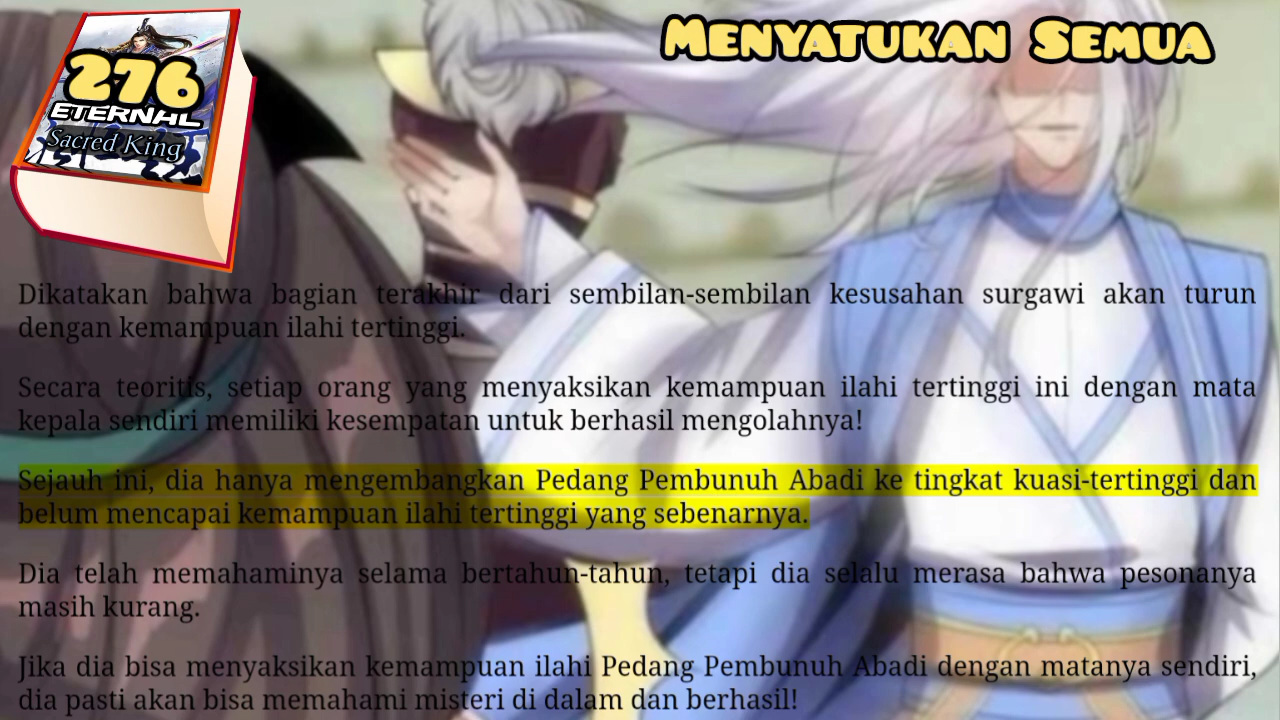 276
ETERNAL
Sacred King
MENYATUKAN SEMUA
Dikatakan bahwa bagian terakhir dari sembilan-sembilan kesusahan surgawi akan turun
dengan kemampuan ilahi tertinggi.
Secara teoritis, setiap orang yang menyaksikan kemampuan ilahi tertinggi ini dengan mata
kepala sendiri memiliki kesempatan untuk berhasil mengolahnya!
Sejauh ini, dia hanya mengembangkan Pedang Pembunuh Abadi ke tingkat kuasi-tertinggi dan
belum mencapai kemampuan ilahi tertinggi yang sebenarnya.
Dia telah memahaminya selama bertahun-tahun, tetapi dia selalu merasa bahwa pesonanya
masih kurang.
Jika dia bisa menyaksikan kemampuan ilahi Pedang Pembunuh Abadi dengan matanya sendiri,
dia pasti akan bisa memahami misteri di dalam dan berhasil!